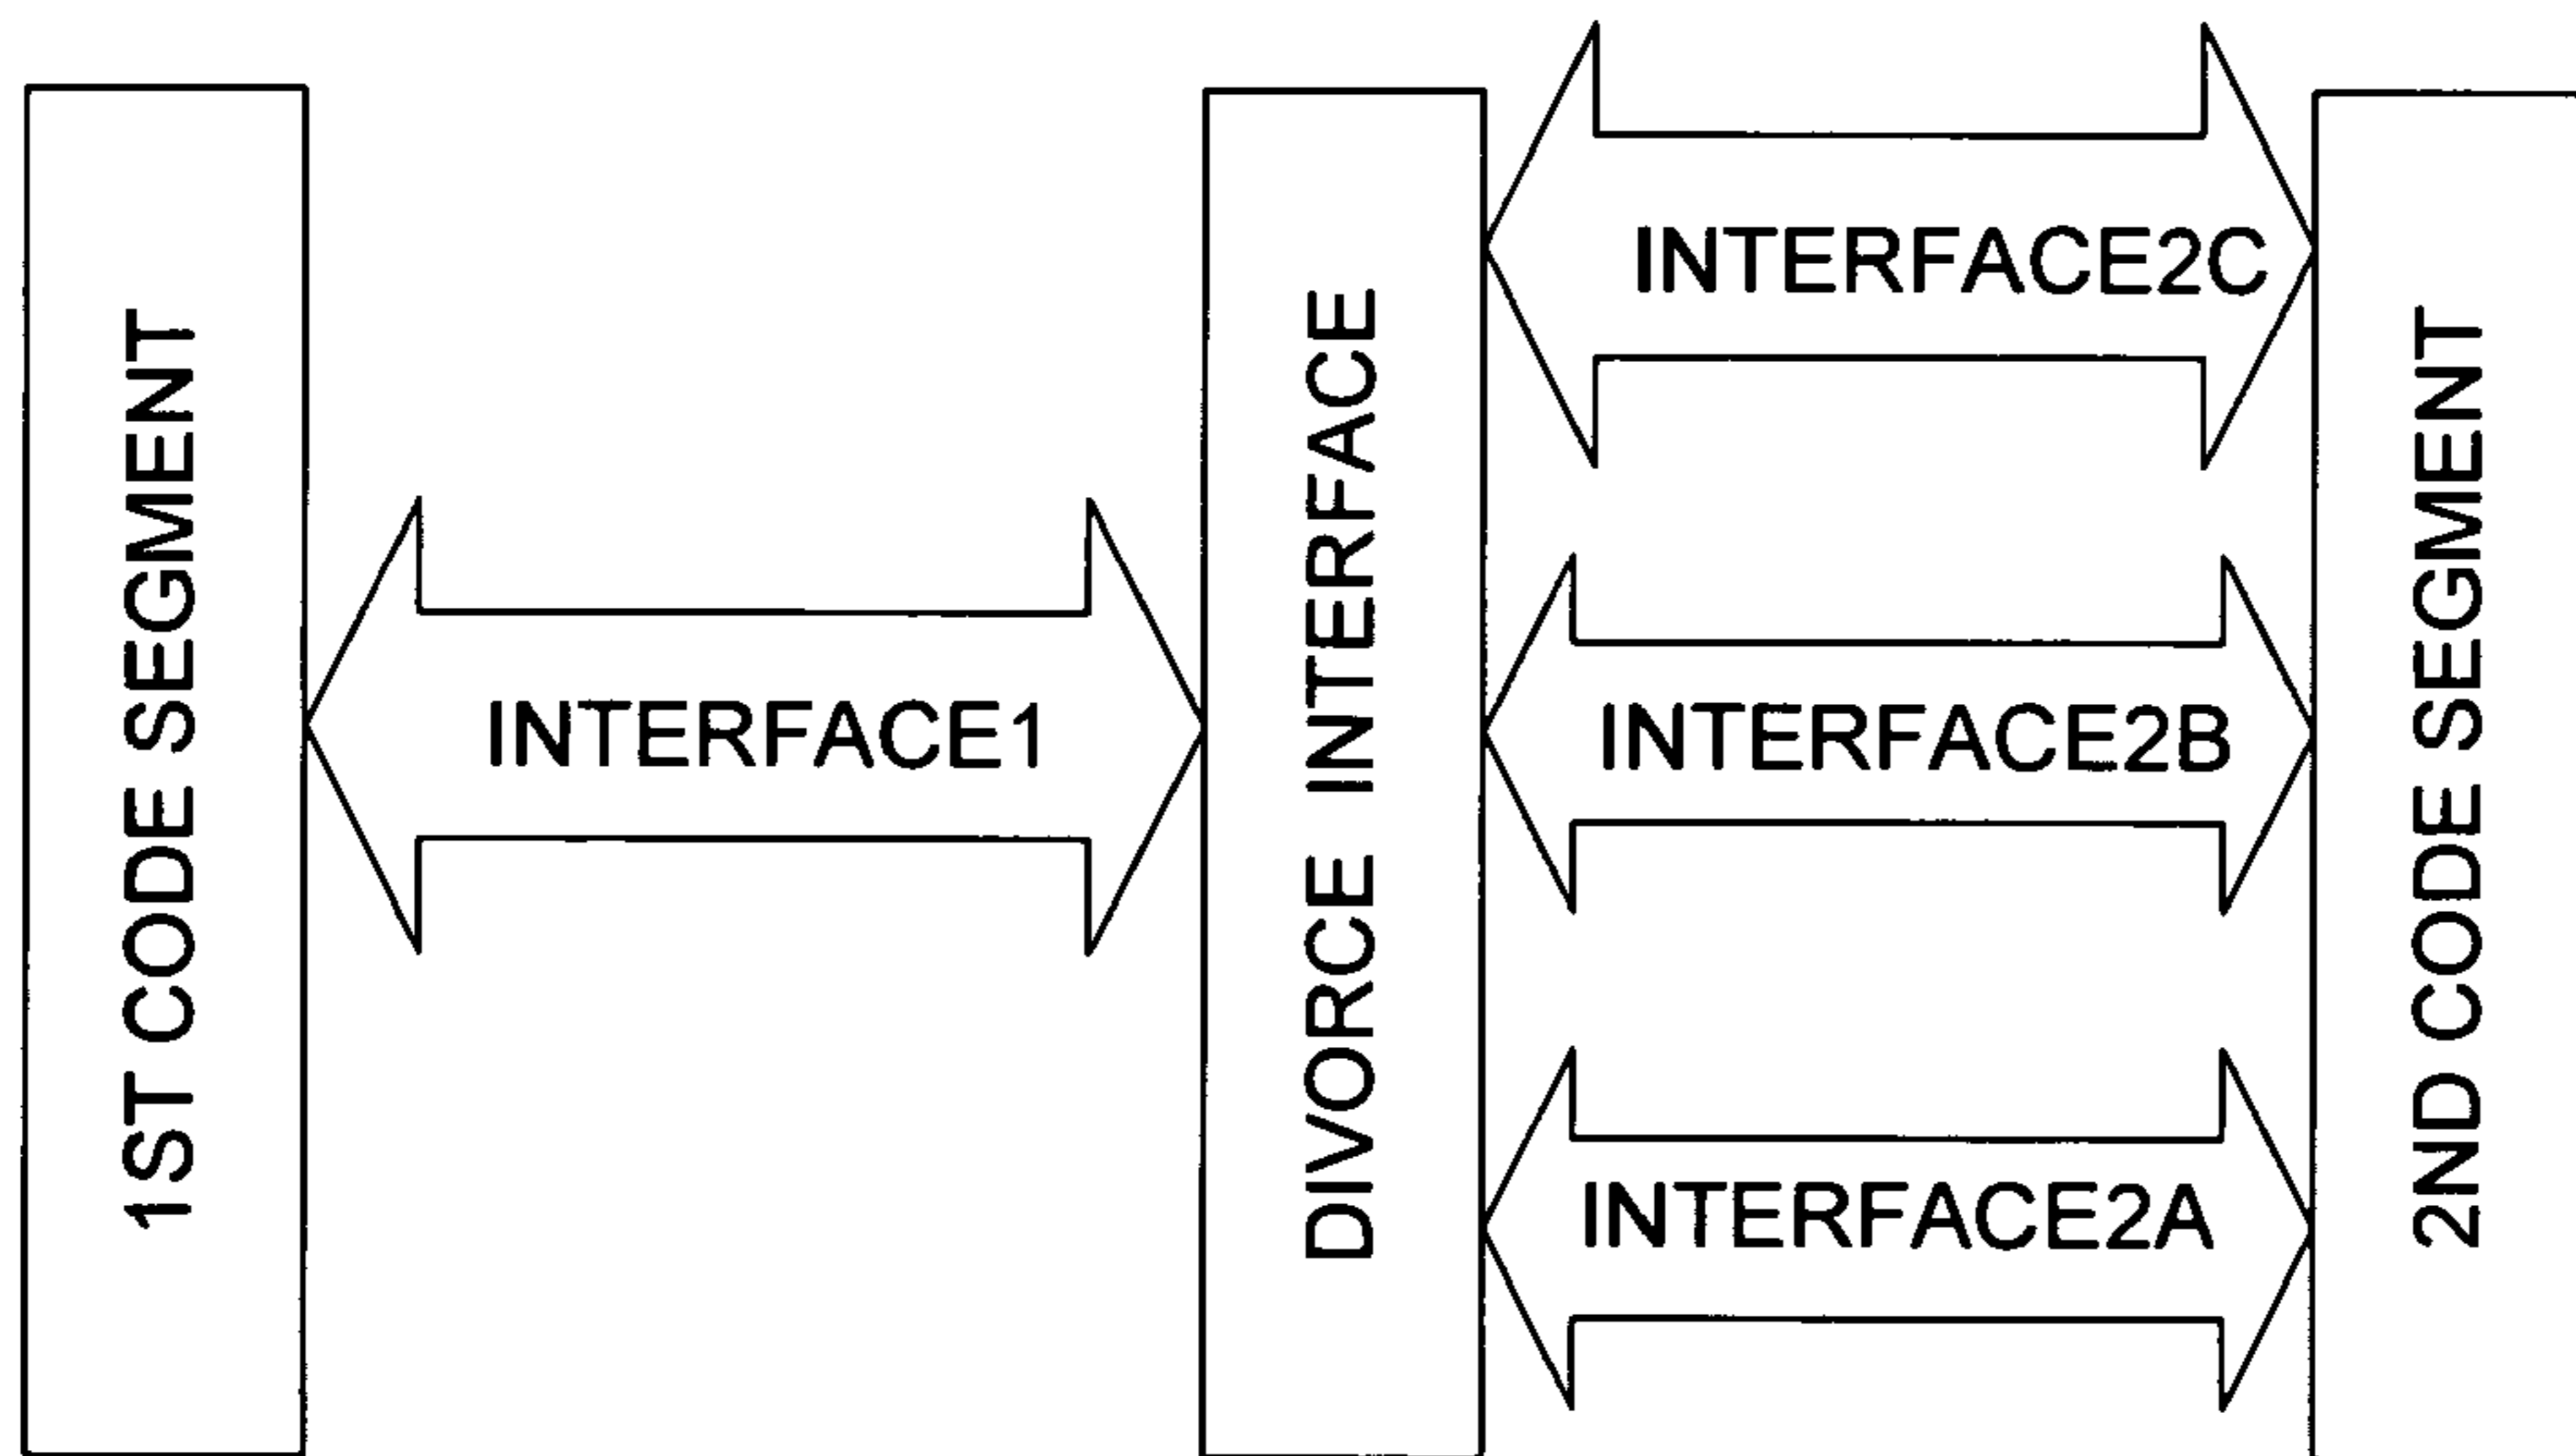 1ST CODE SEGMENT
INTERFACE1
DIVORCE INTERFACE
INTERFACE2C
INTERFACE2B
INTERFACE2A
2ND CODE SEGMENT